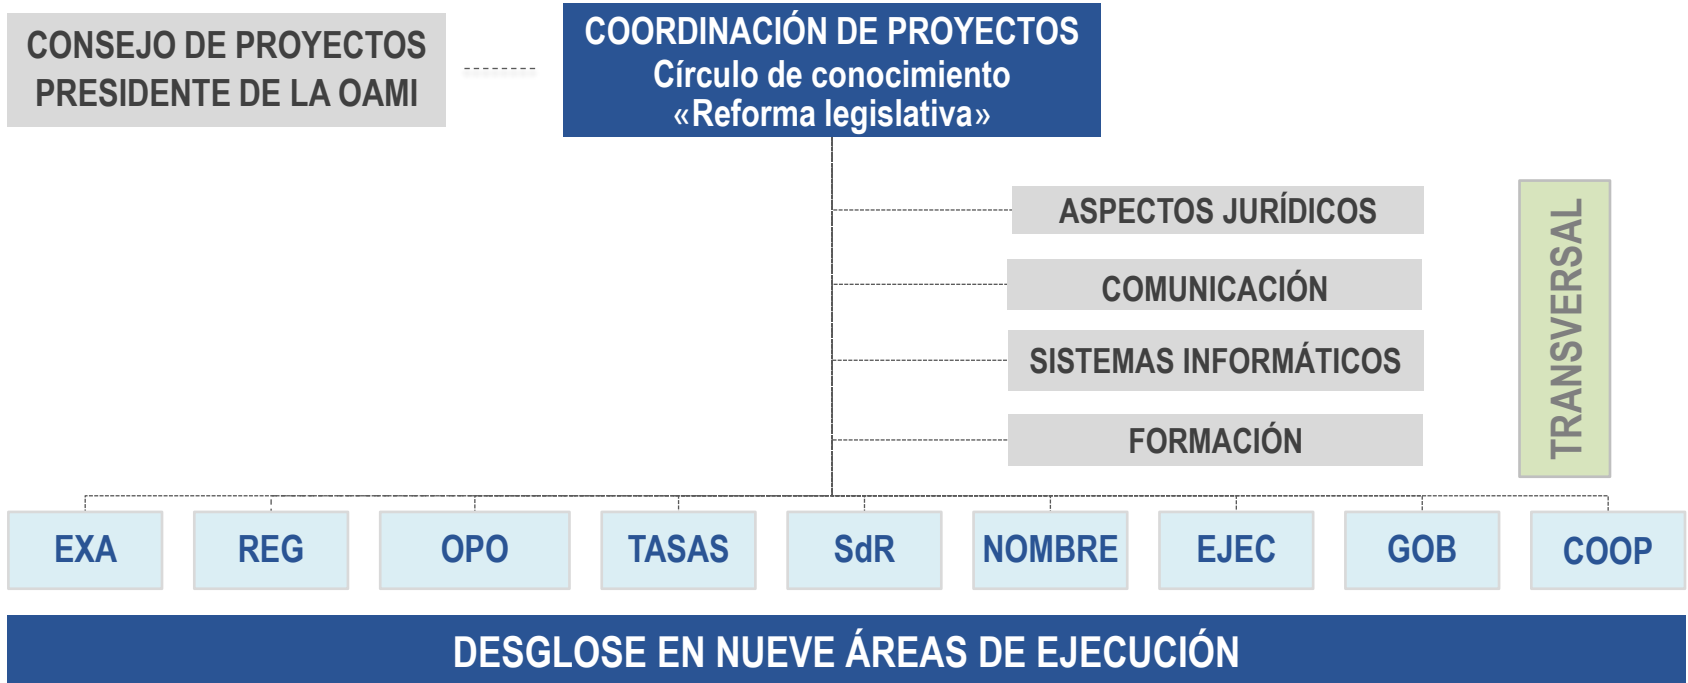 CONSEJO DE PROYECTOS
PRESIDENTE DE LA OAMI
COORDINACIÓN DE PROYECTOS
Círculo de conocimiento
«Reforma legislativa»
ASPECTOS JURÍDICOS
COMUNICACIÓN
SISTEMAS INFORMÁTICOS
FORMACIÓN
TRANSVERSAL
EXA
REG
OPO
TASAS
SdR
NOMBRE
EJEC
GOB
COOP
DESGLOSE EN NUEVE ÁREAS DE EJECUCIÓN